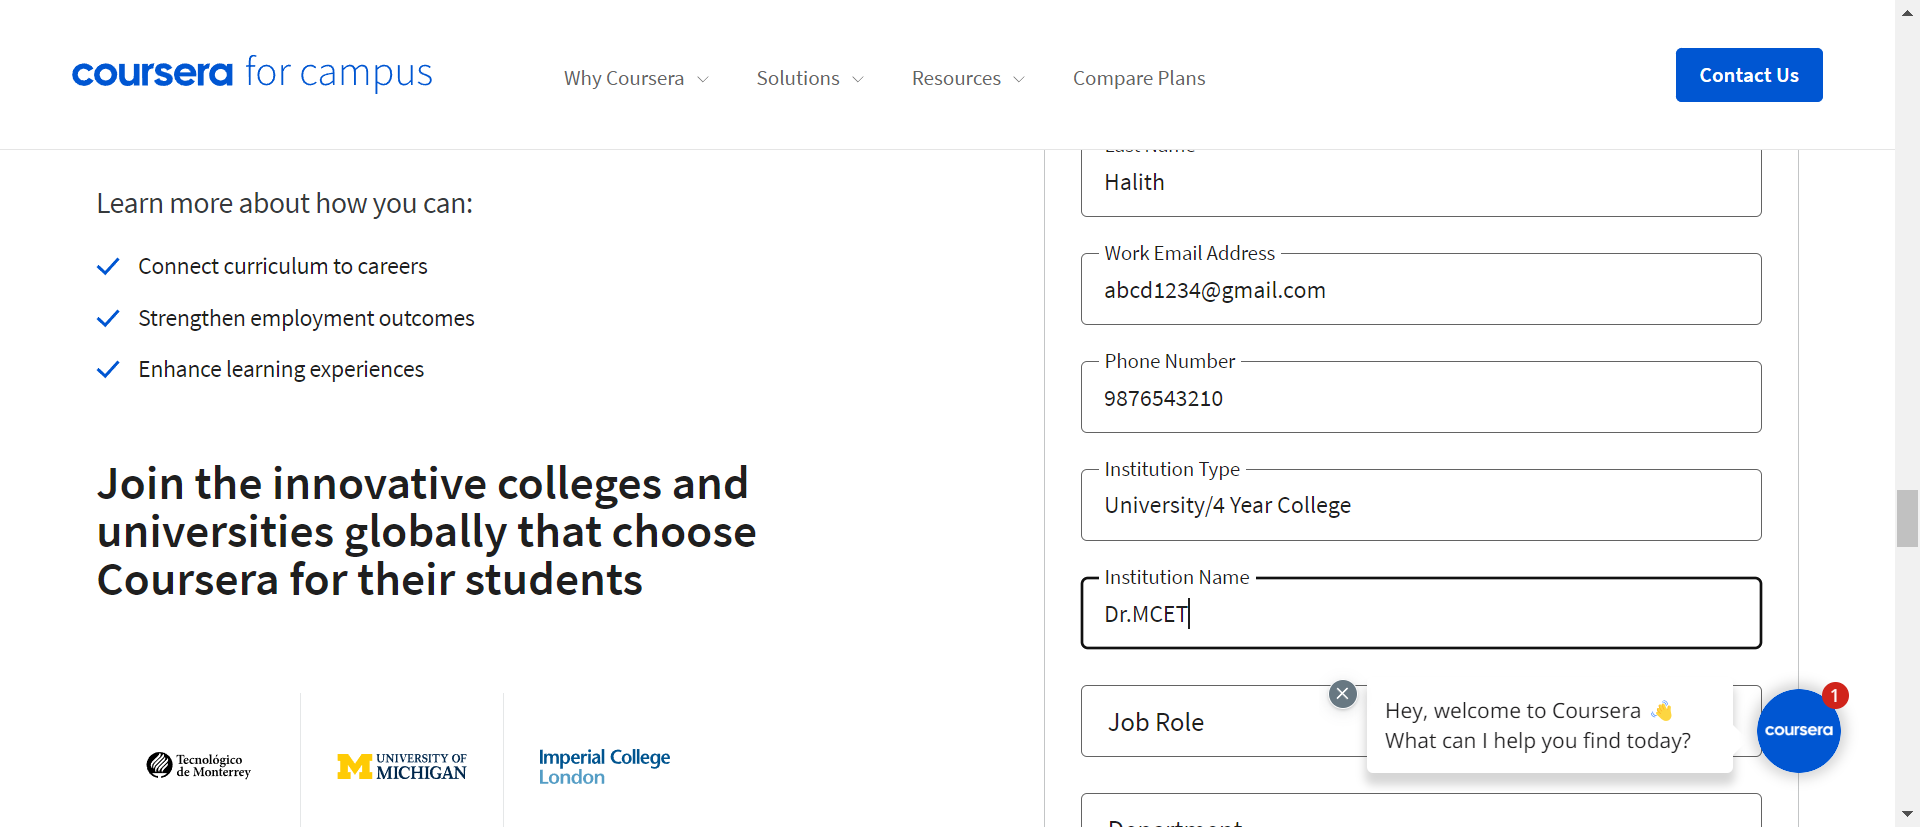 coursera for campus
Why Coursera
Solutions
Resources
Compare Plans
Contact Us
Learn more about how you can:
Connect curriculum to careers
Strengthen employment outcomes
Enhance learning experiences
Join the innovative colleges and
universities globally that choose
Coursera for their students
Tecnológico
de Monterrey
M UNIVERSITY OF
MICHIGAN
Imperial College
London
Last Name
Halith
Work Email Address
abcd1234@gmail.com
Phone Number
9876543210
Institution Type
University/4 Year College
Institution Name
Dr.MCET
Job Role
Department
Hey, welcome to Coursera 👋
What can I help you find today?
coursera
1